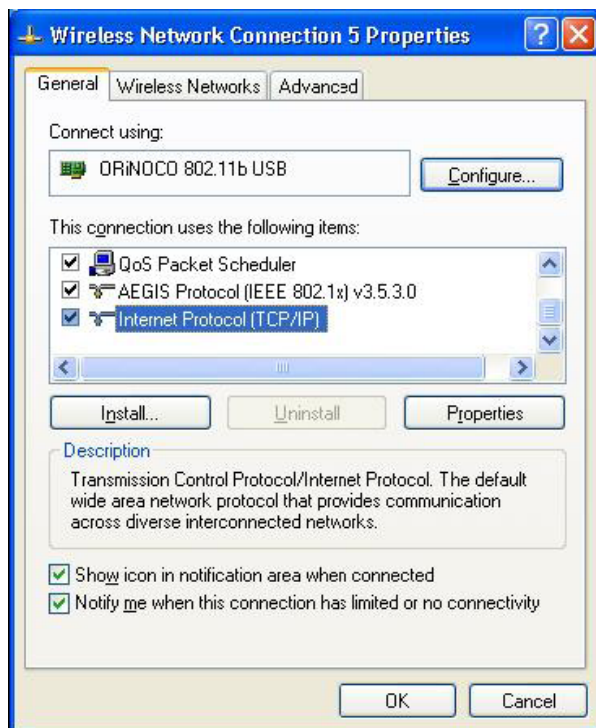 Wireless Network Connection 5 Properties
General Wireless Networks Advanced
Connect using:
ORiNOCO 802.11b USB
Configure...
This connection uses the following items:
QoS Packet Scheduler
AEGIS Protocol (IEEE 802.1x) v3.5.3.0
Internet Protocol (TCP/IP)
Install... Uninstall Properties
Description
Transmission Control Protocol/Internet Protocol. The default
wide area network protocol that provides communication
across diverse interconnected networks.
Show icon in notification area when connected
Notify me when this connection has limited or no connectivity
OK Cancel